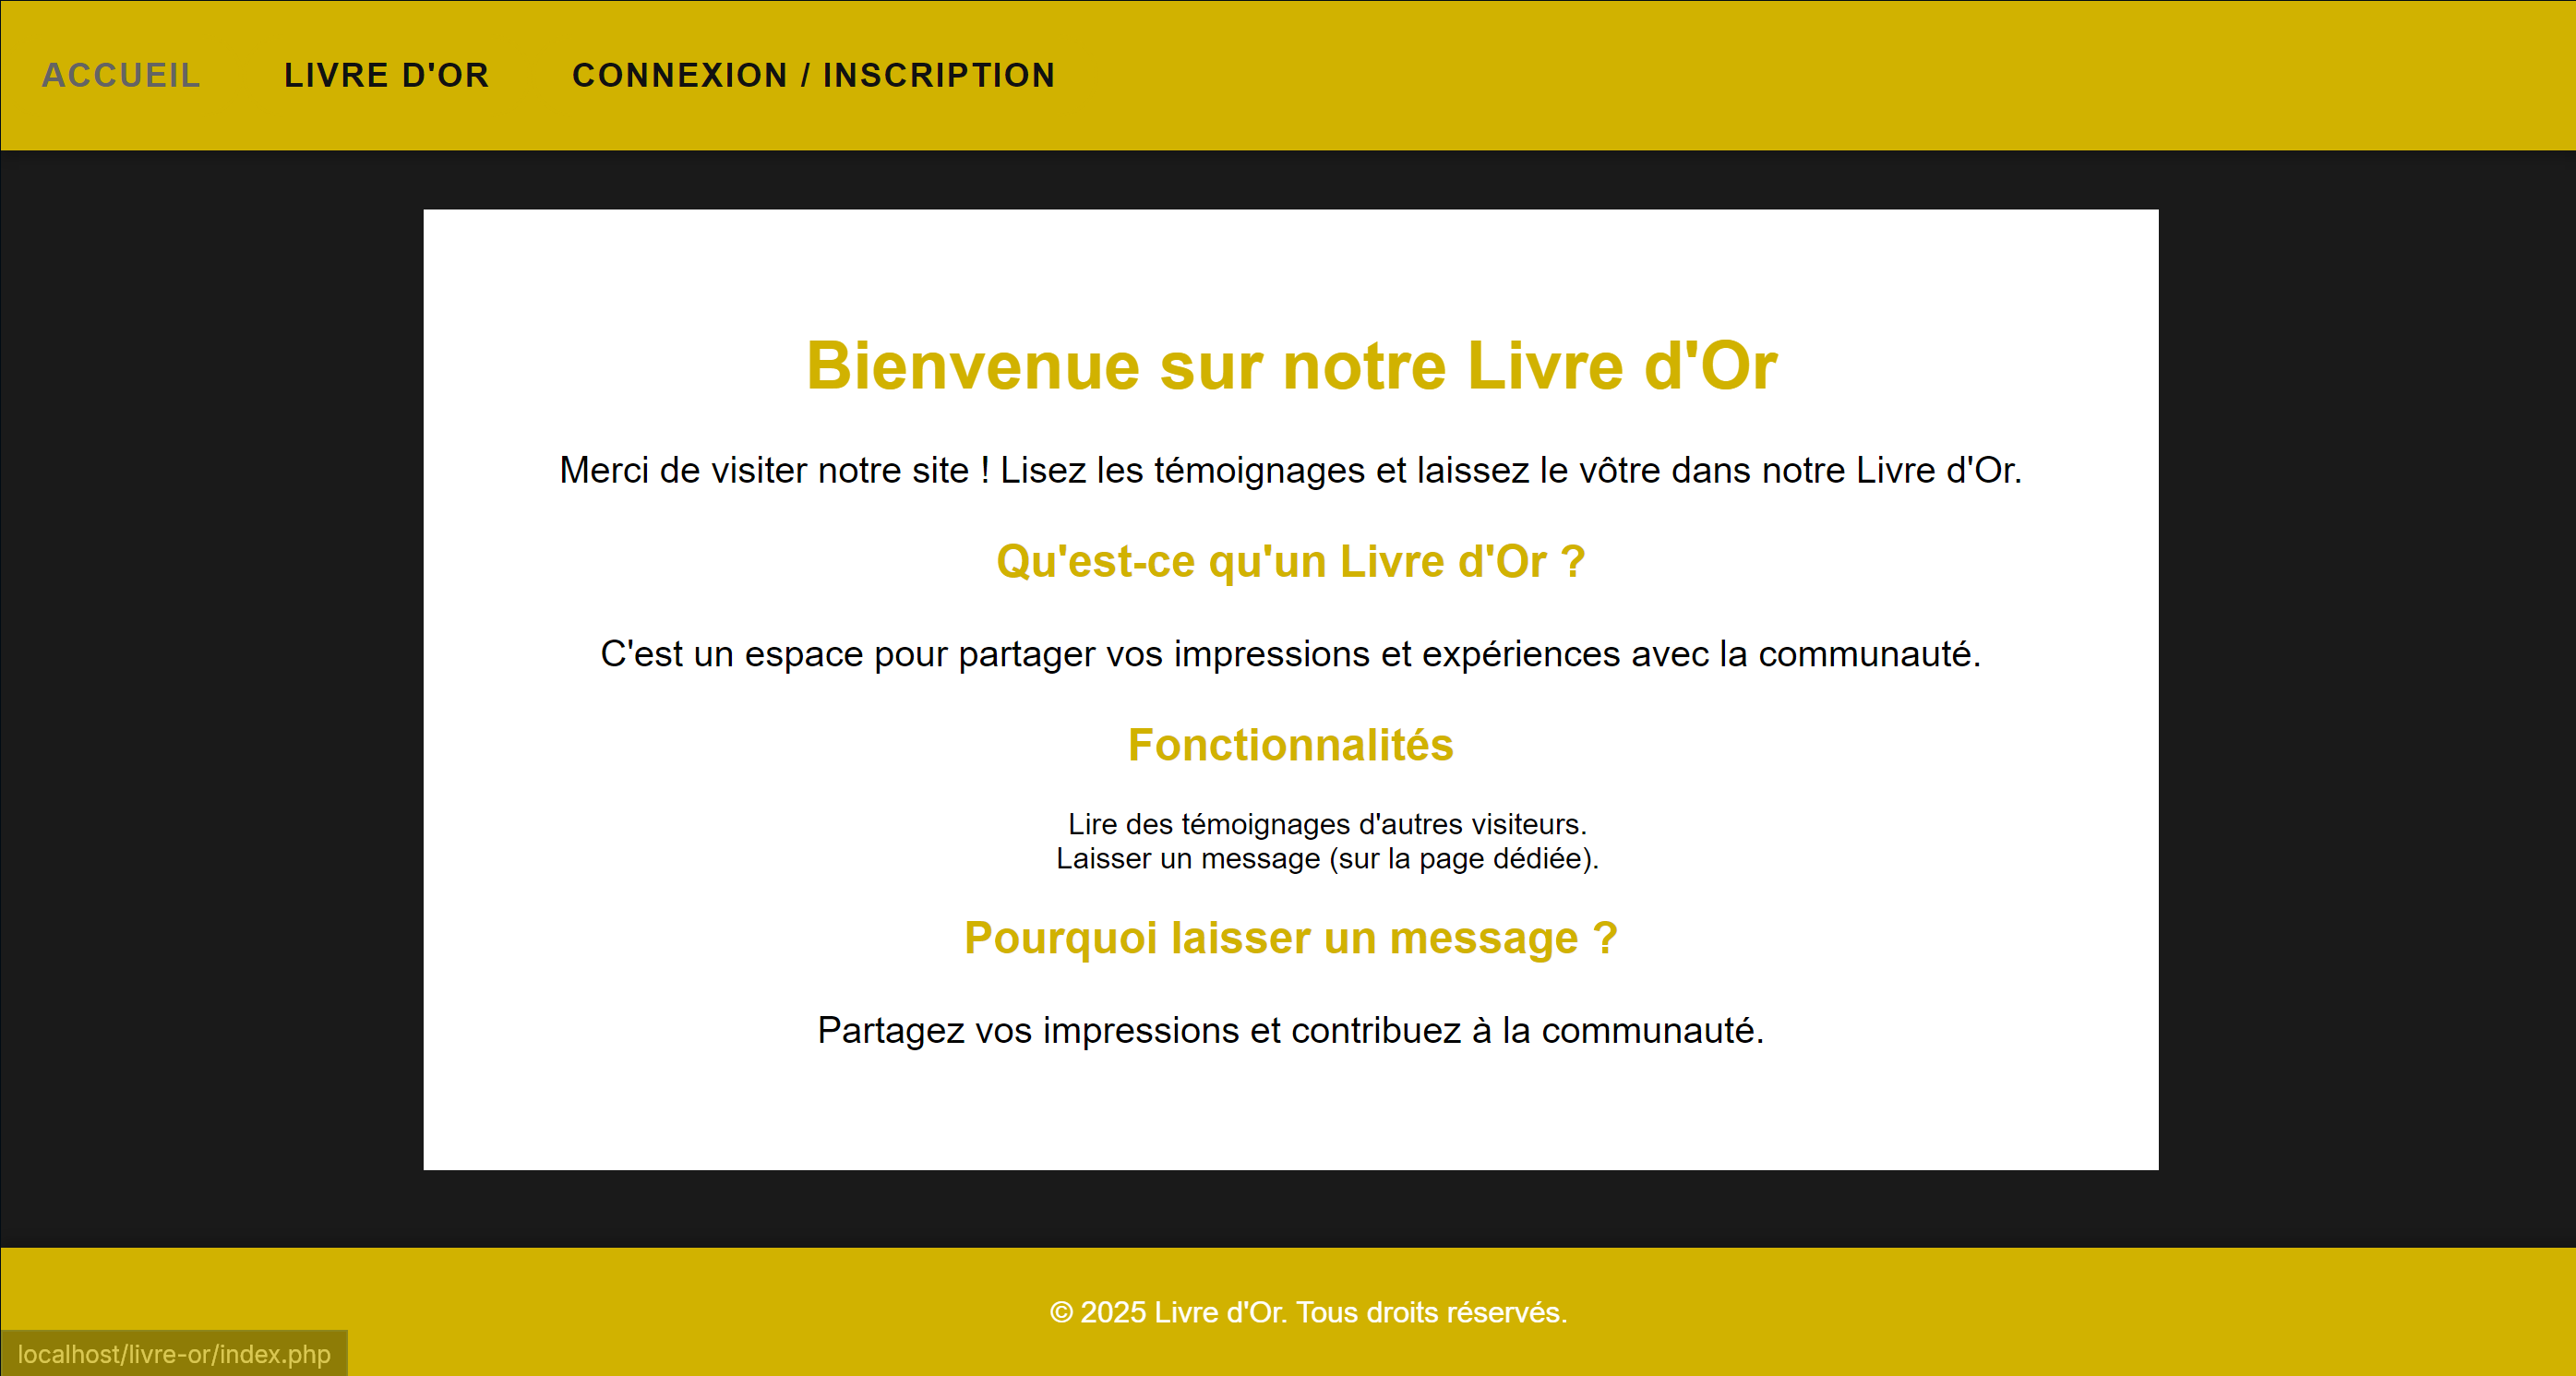 ACCUEIL LIVRE D'OR CONNEXION / INSCRIPTION
Bienvenue sur notre Livre d'Or
Merci de visiter notre site ! Lisez les témoignages et laissez le vôtre dans notre Livre d'Or.
Qu'est-ce qu'un Livre d'Or ?
C'est un espace pour partager vos impressions et expériences avec la communauté.
Fonctionnalités
Lire des témoignages d'autres visiteurs.
Laisser un message (sur la page dédiée).
Pourquoi laisser un message ?
Partagez vos impressions et contribuez à la communauté.
© 2025 Livre d'Or. Tous droits réservés.
localhost/livre-or/index.php